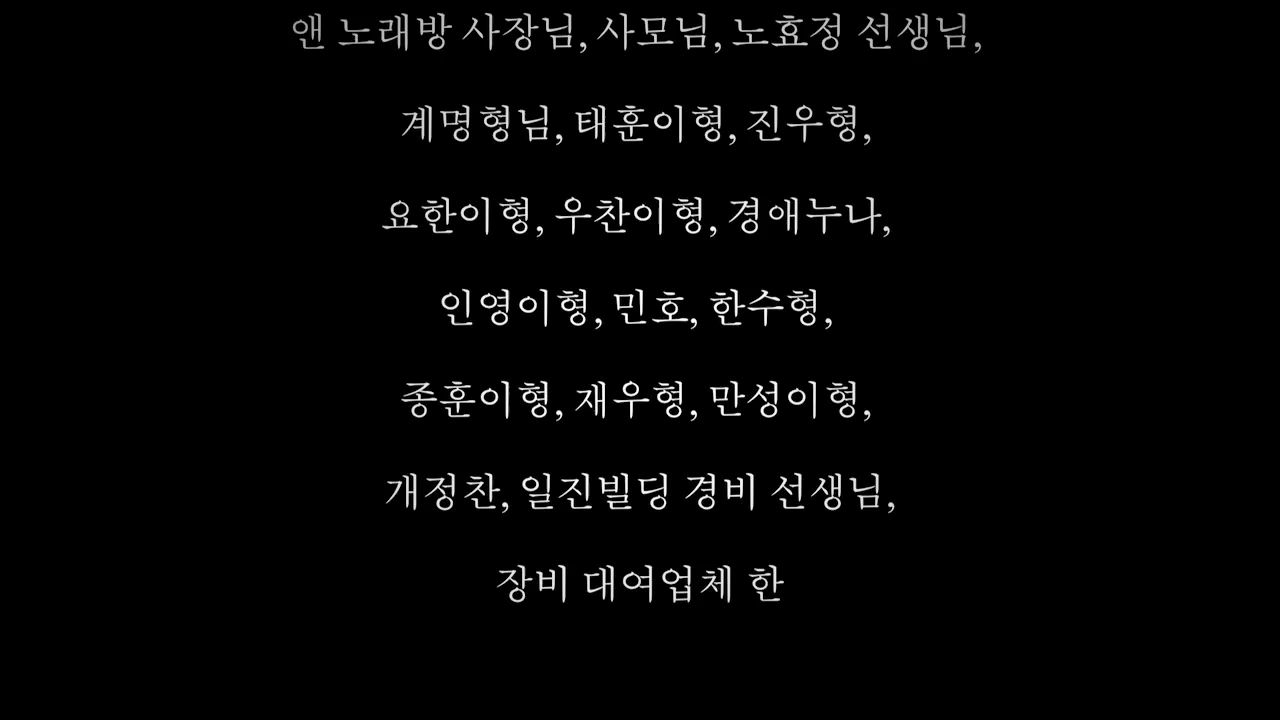 앤 노래방 사장님, 사모님, 노효정 선생님,
계명형님, 태훈이형, 진우형,
요한이형, 우찬이형, 경애누나,
인영이형, 민호, 한수형,
종훈이형, 재우형, 만성이형,
개정찬, 일진빌딩 경비 선생님,
장비 대여업체 한